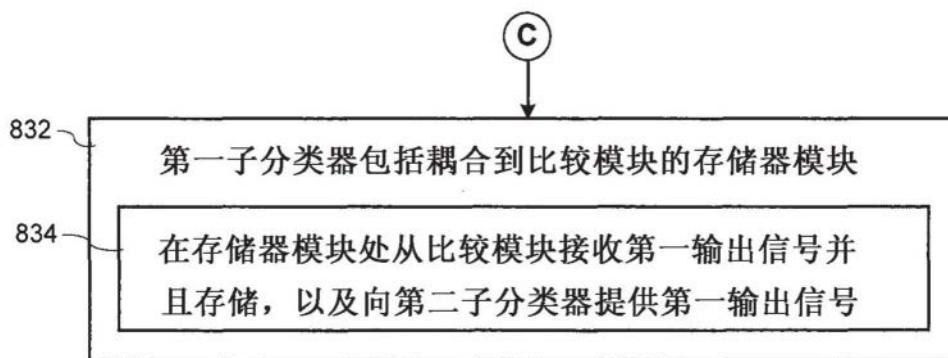 C
832
第一子分类器包括耦合到比较模块的存储器模块
834
在存储器模块处从比较模块接收第一输出信号并
且存储，以及向第二子分类器提供第一输出信号